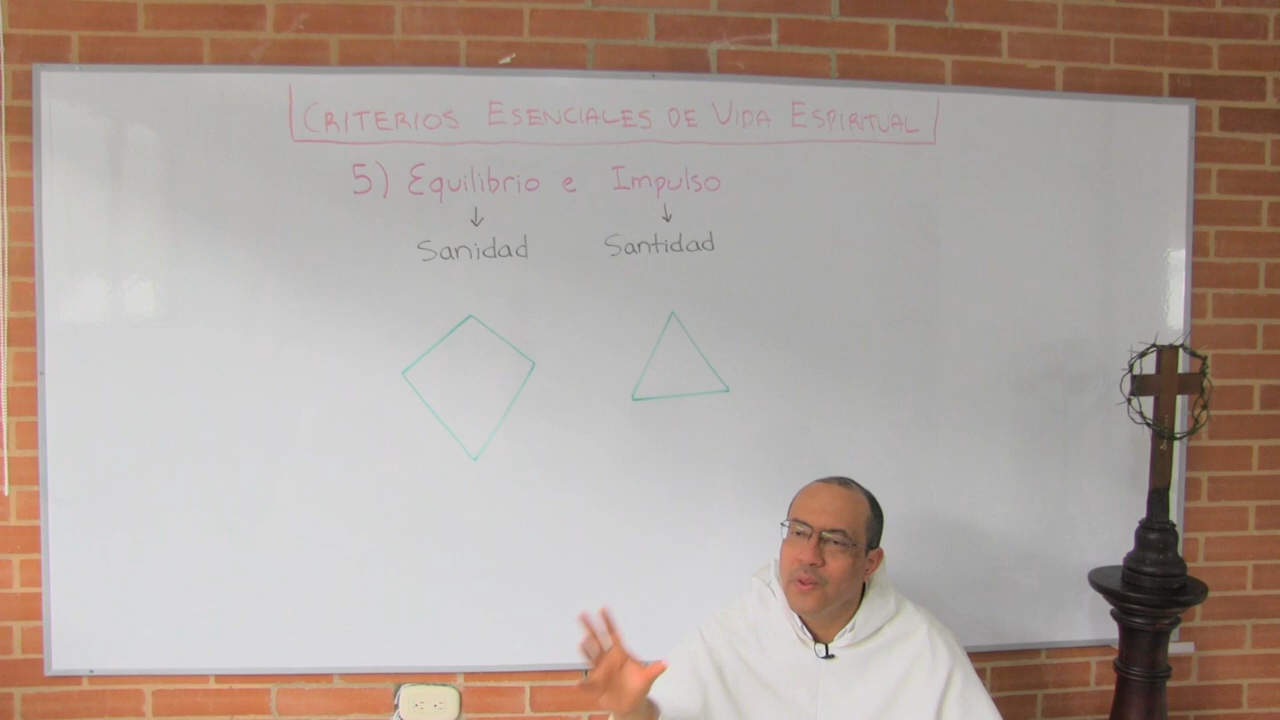 CRITERIOS ESENCIALES DE VIDA ESPIRITUAL
5) Equilibrio e Impulso
↓ ↓
Sanidad Santidad